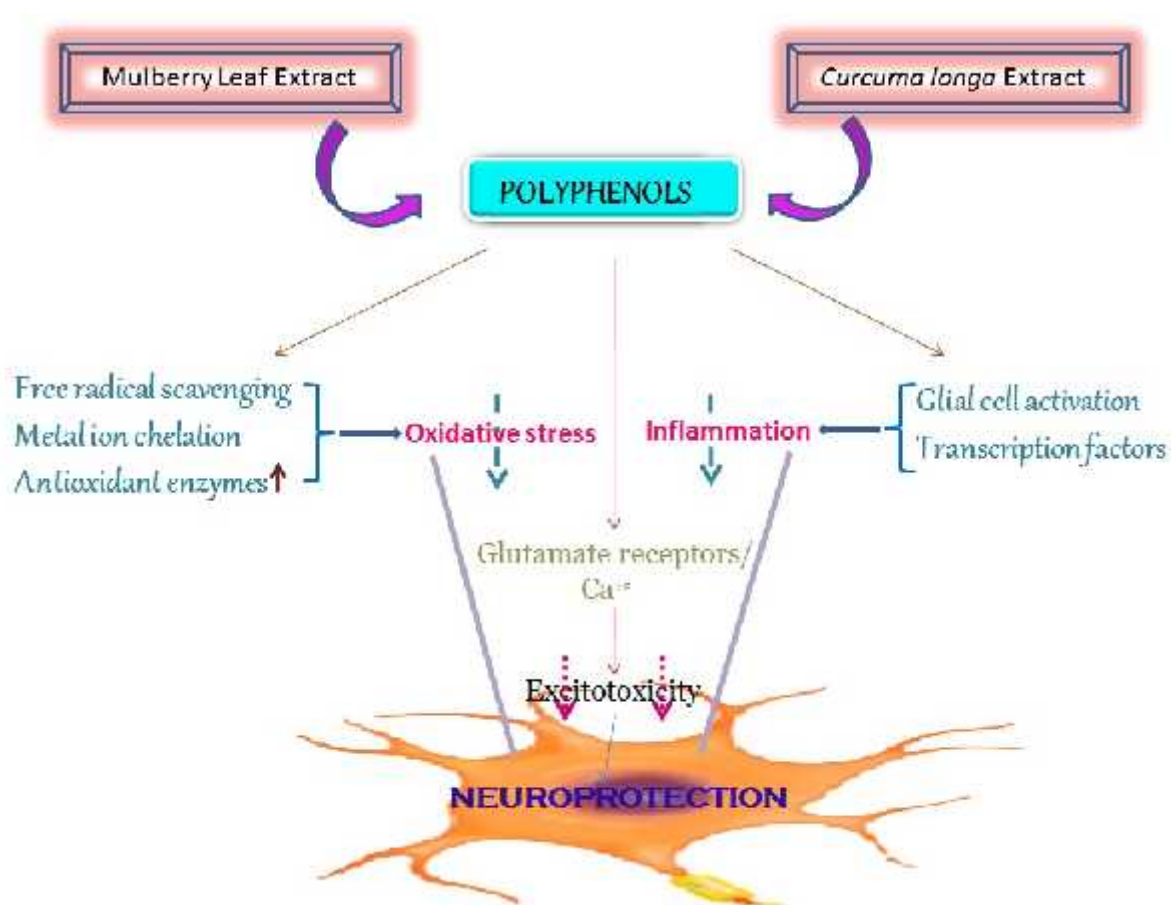 Mulberry Leaf Extract
Curcuma longa Extract
POLYPHENOLS
Free radical scavenging
Metal ion chelation
Antioxidant enzymes↑
Oxidative stress
Inflammation
Glial cell activation
Transcription factors
Glutamate receptors/
Ca
Excitotoxicity
NEUROPROTECTION